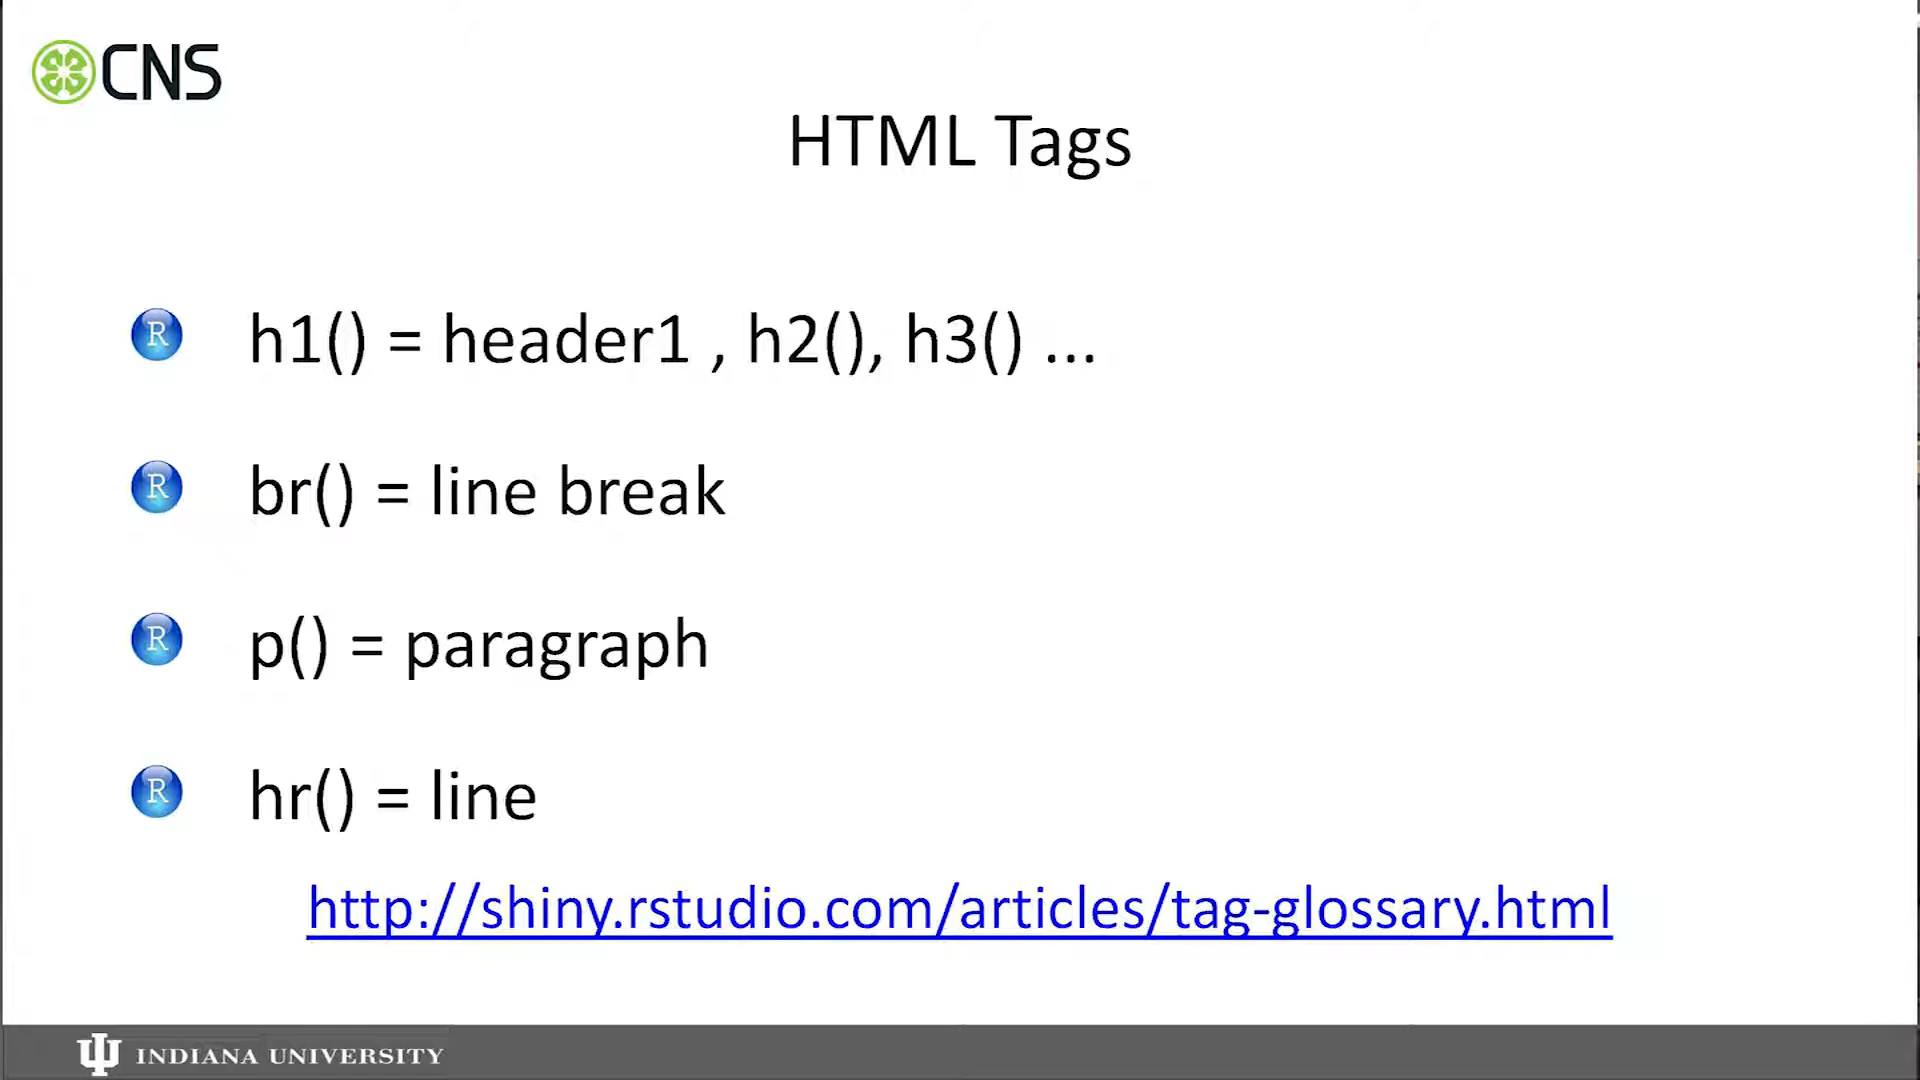 CNS
HTML Tags
R h1() = header1 , h2(), h3() ...
R br() = line break
R p() = paragraph
R hr() = line
http://shiny.rstudio.com/articles/tag-glossary.html
INDIANA UNIVERSITY